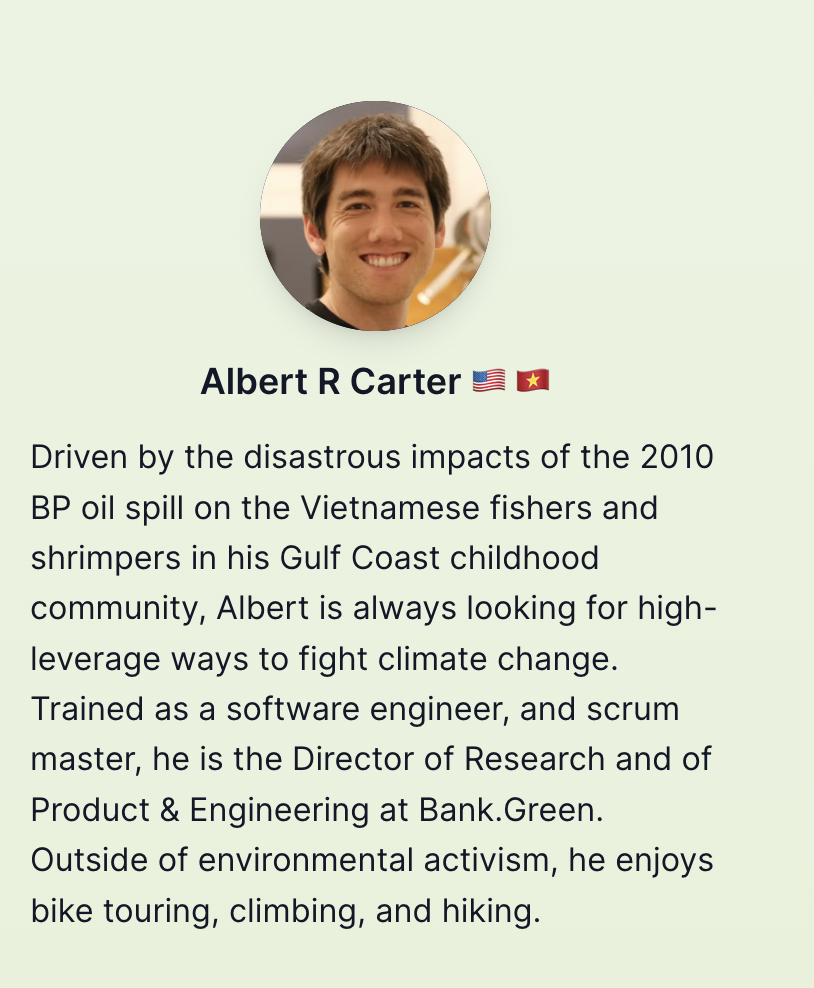 Albert R Carter 🇺🇸 🇻🇳
Driven by the disastrous impacts of the 2010
BP oil spill on the Vietnamese fishers and
shrimpers in his Gulf Coast childhood
community, Albert is always looking for high-
leverage ways to fight climate change.
Trained as a software engineer, and scrum
master, he is the Director of Research and of
Product & Engineering at Bank.Green.
Outside of environmental activism, he enjoys
bike touring, climbing, and hiking.